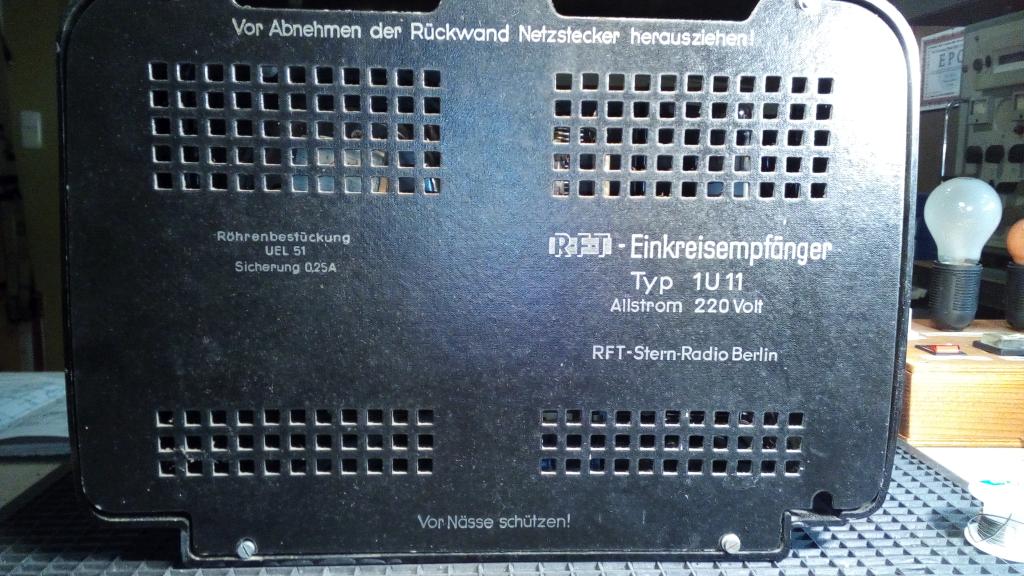 Vor Abnehmen der Rückwand Netzstecker herausziehen!
Röhrenbestückung
UEL 51
Sicherung 0,25A
RFT - Einkreisempfänger
Typ 1U11
Allstrom 220 Volt
RFT-Stern-Radio Berlin
Vor Nässe schützen!
EPC